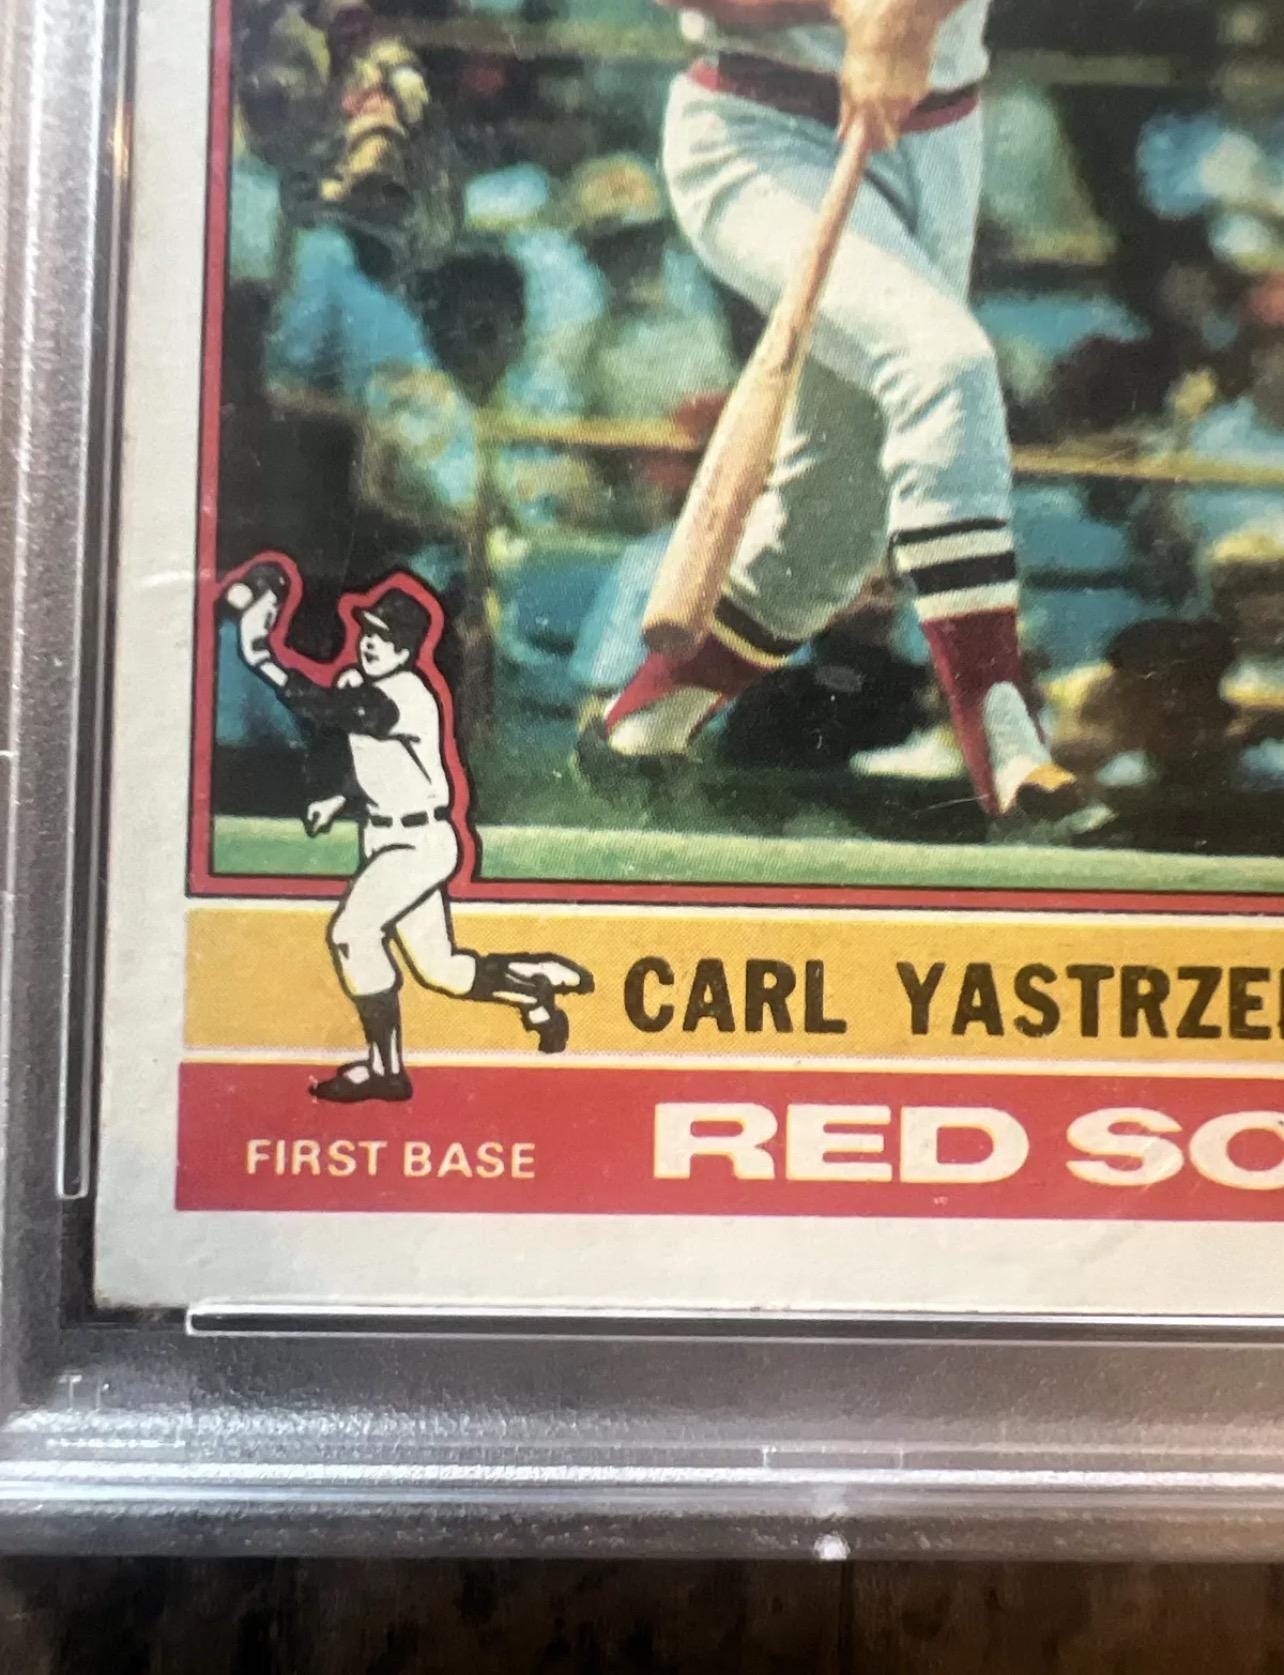 CARL YASTRZE
RED SO
FIRST BASE